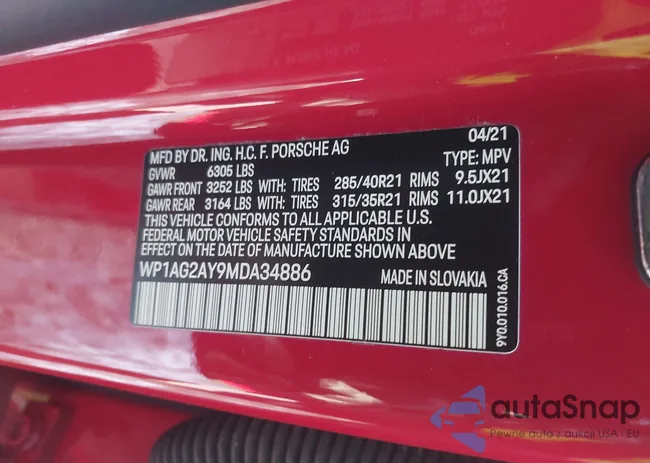 04/21
MFD BY DR. ING. H.C. F. PORSCHE AG
TYPE: MPV
GVWR 6305 LBS
GAWR FRONT 3252 LBS WITH: TIRES 285/40R21 RIMS 9.5JX21
GAWR REAR 3164 LBS WITH: TIRES 315/35R21 RIMS 11.0JX21
THIS VEHICLE CONFORMS TO ALL APPLICABLE U.S.
FEDERAL MOTOR VEHICLE SAFETY STANDARDS IN
EFFECT ON THE DATE OF MANUFACTURE SHOWN ABOVE
WP1AG2AY9MDA34886
MADE IN SLOVAKIA
9Y0.010.016.CA
autoSnap
Pewne auta z aukcji USA i EU